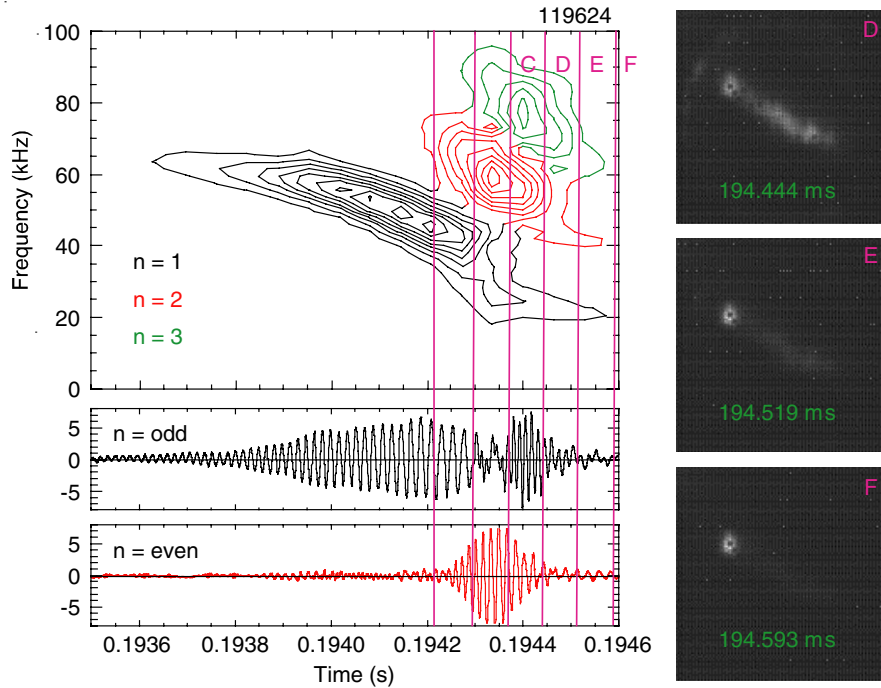 119624
100
80
60
40
20
0
Frequency (kHz)
C D E F
n = 1
n = 2
n = 3
n = odd
5
0
-5
n = even
5
0
-5
0.1936 0.1938 0.1940 0.1942 0.1944 0.1946
Time (s)
D
194.444 ms
E
194.519 ms
F
194.593 ms